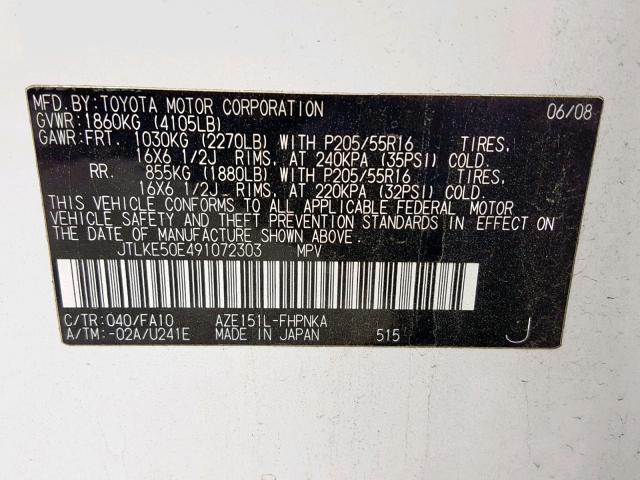 MFD.BY:TOYOTA MOTOR CORPORATION 06/08
GVWR:1860KG (4105LB)
GAWR:FRT. 1030KG (2270LB) WITH P205/55R16 TIRES,
16X6 1/2J RIMS, AT 240KPA (35PSI) COLD.
RR. 855KG (1880LB) WITH P205/55R16 TIRES,
16X6 1/2J RIMS, AT 220KPA (32PSI) COLD.
THIS VEHICLE CONFORMS TO ALL APPLICABLE FEDERAL MOTOR
VEHICLE SAFETY AND THEFT PREVENTION STANDARDS IN EFFECT ON
THE DATE OF MANUFACTURE SHOWN ABOVE.
JTLKE50E491072303 MPV
C/TR:040/FA10 AZE151L-FHPNKA
A/TM:-02A/U241E MADE IN JAPAN 515 J